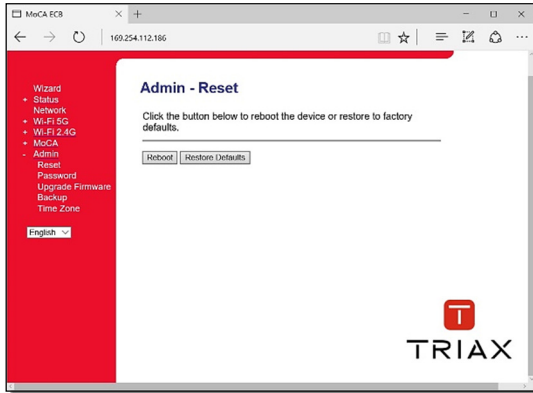 MoCA ECB
169.254.112.186
Wizard
+ Status
Network
+ Wi-Fi 5G
+ Wi-Fi 2.4G
+ MoCA
- Admin
Reset
Password
Upgrade Firmware
Backup
Time Zone
English
Admin - Reset
Click the button below to reboot the device or restore to factory
defaults.
Reboot Restore Defaults
T
TRIAX